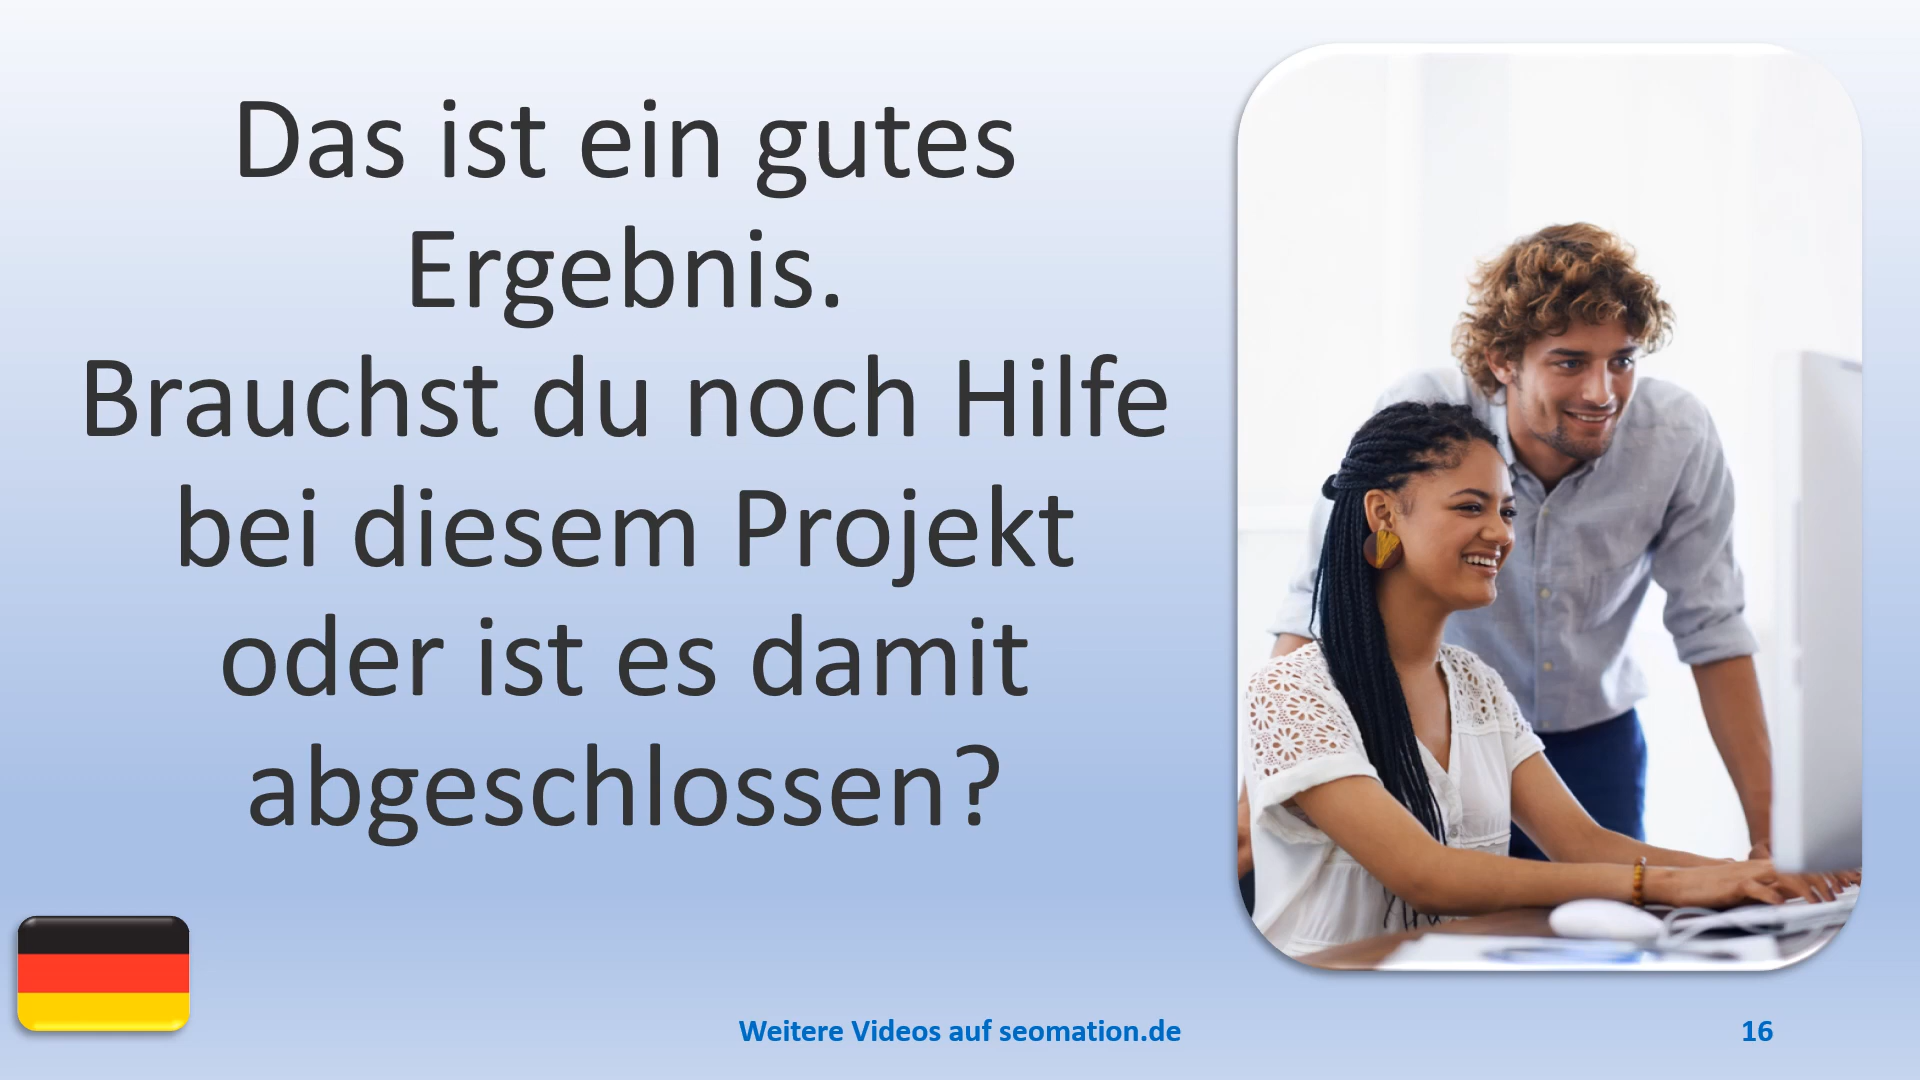 Das ist ein gutes
Ergebnis.
Brauchst du noch Hilfe
bei diesem Projekt
oder ist es damit
abgeschlossen?
Weitere Videos auf seomation.de
16